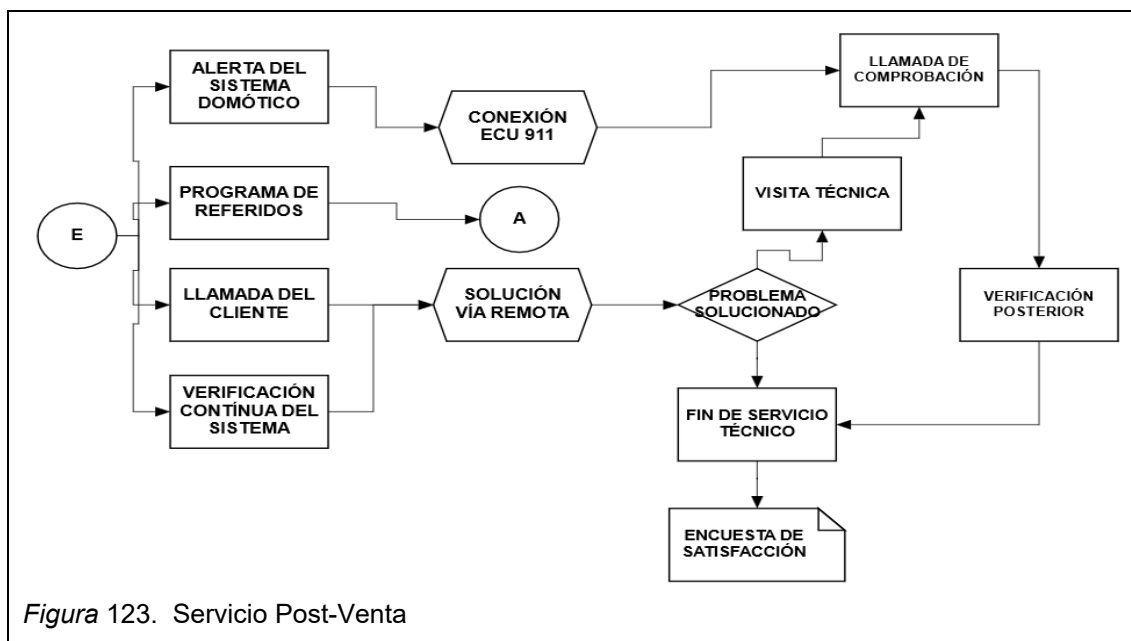 ALERTA DEL
SISTEMA
DOMÓTICO
CONEXIÓN
ECU 911
LLAMADA DE
COMPROBACIÓN
VISITA TÉCNICA
PROGRAMA DE
REFERIDOS
A
E
LLAMADA DEL
CLIENTE
SOLUCIÓN
VÍA REMOTA
PROBLEMA
SOLUCIONADO
VERIFICACIÓN
POSTERIOR
VERIFICACIÓN
CONTÍNUA DEL
SISTEMA
FIN DE SERVICIO
TÉCNICO
ENCUESTA DE
SATISFACCIÓN
Figura 123. Servicio Post-Venta